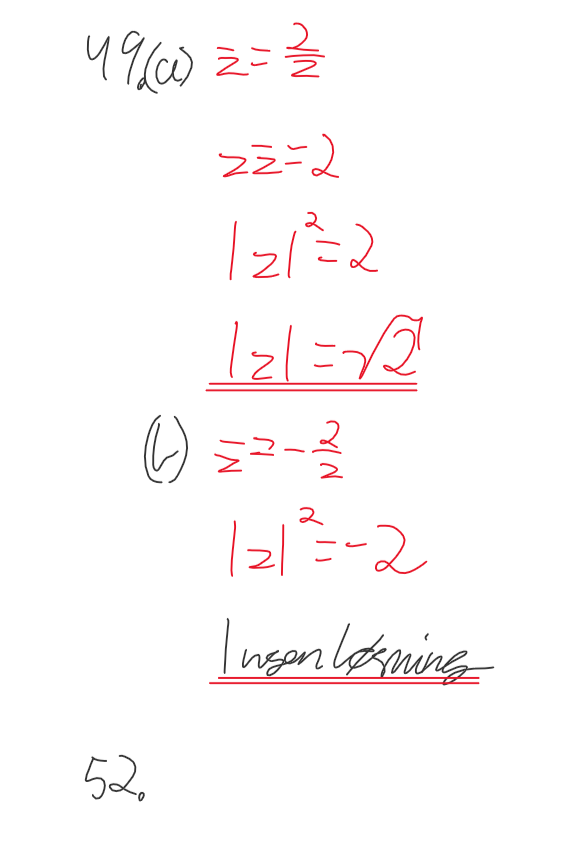 49.(a) z̅ = 2/z
zz̅ = 2
|z|² = 2
|z| = √2
(b) z̅ = -2/z
|z|² = -2
Ingen løsning
52.